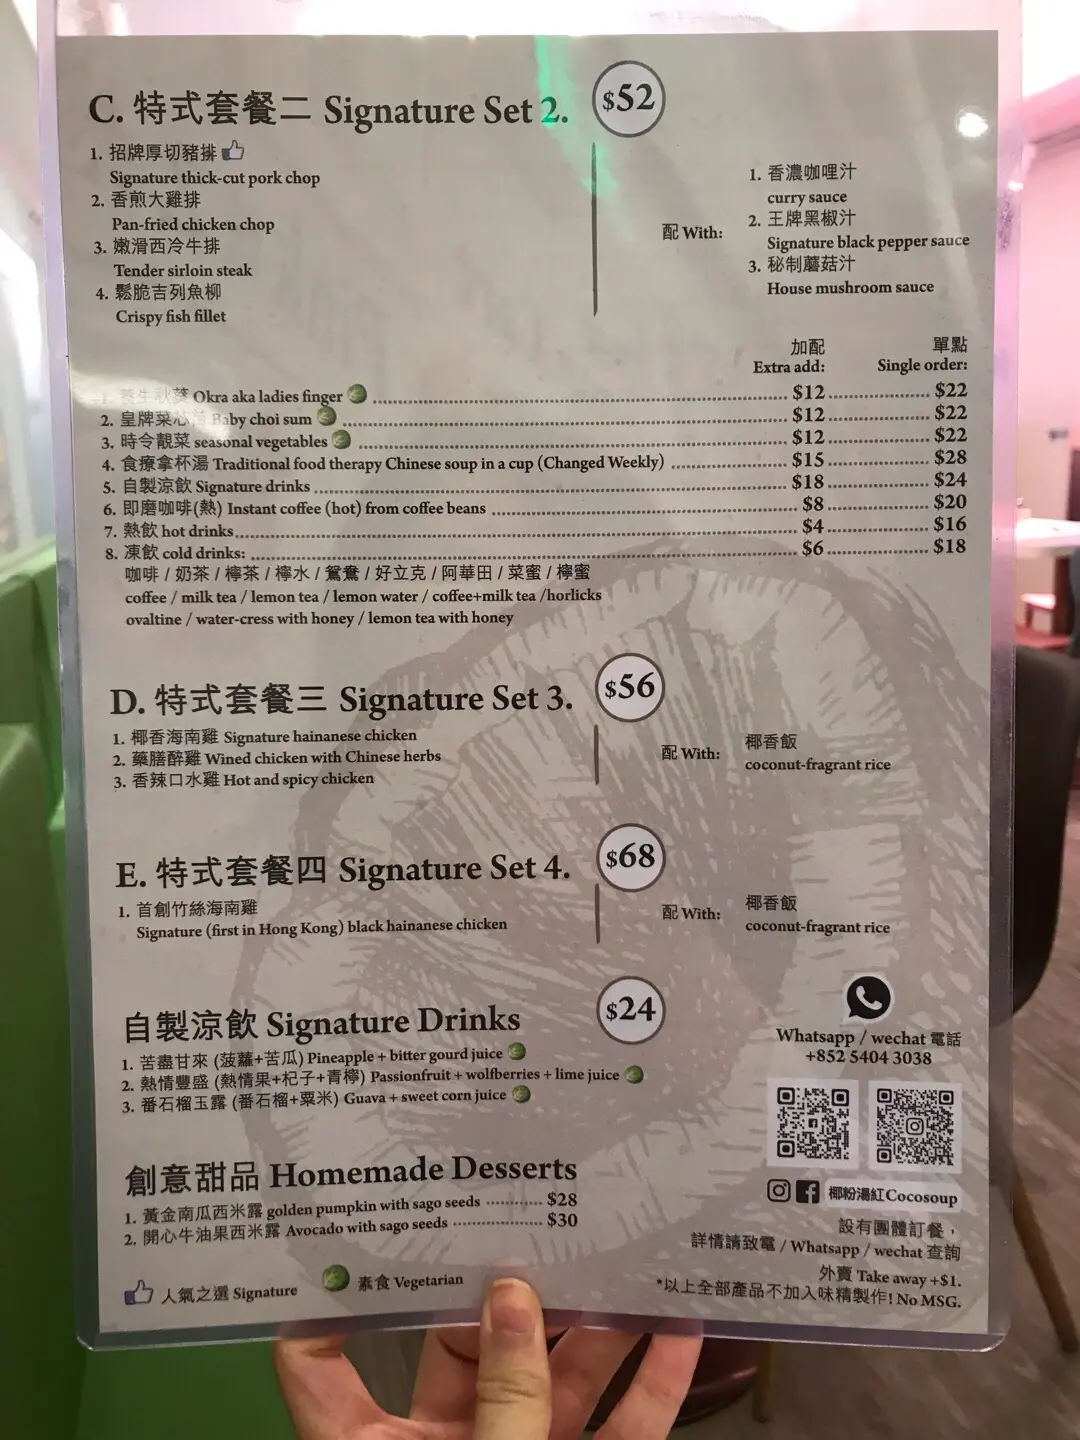 C. 特式套餐二 Signature Set 2. $52
1. 招牌厚切豬排
Signature thick-cut pork chop
2. 香煎大雞排
Pan-fried chicken chop
3. 嫩滑西冷牛排
Tender sirloin steak
4. 鬆脆吉列魚柳
Crispy fish fillet
配 With:
1. 香濃咖哩汁
curry sauce
2. 王牌黑椒汁
Signature black pepper sauce
3. 秘制蘑菇汁
House mushroom sauce
加配 單點
Extra add: Single order:
1. 養生秋葵 Okra aka ladies finger $12 $22
2. 皇牌菜心 Baby choi sum $12 $22
3. 時令靚菜 seasonal vegetables $12 $22
4. 食療拿杯湯 Traditional food therapy Chinese soup in a cup (Changed Weekly) $15 $28
5. 自製涼飲 Signature drinks $18 $24
6. 即磨咖啡(熱) Instant coffee (hot) from coffee beans $8 $20
7. 熱飲 hot drinks $4 $16
8. 凍飲 cold drinks: $6 $18
咖啡 / 奶茶 / 檸茶 / 檸水 / 鴛鴦 / 好立克 / 阿華田 / 菜蜜 / 檸蜜
coffee / milk tea / lemon tea / lemon water / coffee+milk tea /horlicks
ovaltine / water-cress with honey / lemon tea with honey
D. 特式套餐三 Signature Set 3. $56
1. 椰香海南雞 Signature hainanese chicken
2. 藥膳醉雞 Wined chicken with Chinese herbs
3. 香辣口水雞 Hot and spicy chicken
配 With:
椰香飯
coconut-fragrant rice
E. 特式套餐四 Signature Set 4. $68
1. 首創竹絲海南雞
Signature (first in Hong Kong) black hainanese chicken
配 With:
椰香飯
coconut-fragrant rice
自製涼飲 Signature Drinks $24
1. 苦盡甘來 (菠蘿+苦瓜) Pineapple + bitter gourd juice
2. 熱情豐盛 (熱情果+杞子+青檸) Passionfruit + wolfberries + lime juice
3. 番石榴玉露 (番石榴+粟米) Guava + sweet corn juice
創意甜品 Homemade Desserts
1. 黃金南瓜西米露 golden pumpkin with sago seeds $28
2. 開心牛油果西米露 Avocado with sago seeds $30
人氣之選 Signature
素食 Vegetarian
Whatsapp / wechat 電話
+852 5404 3038
椰粉湯紅Cocosoup
設有團體訂餐，
詳情請致電 / Whatsapp / wechat 查詢
外賣 Take away +$1.
*以上全部產品不加入味精製作! No MSG.